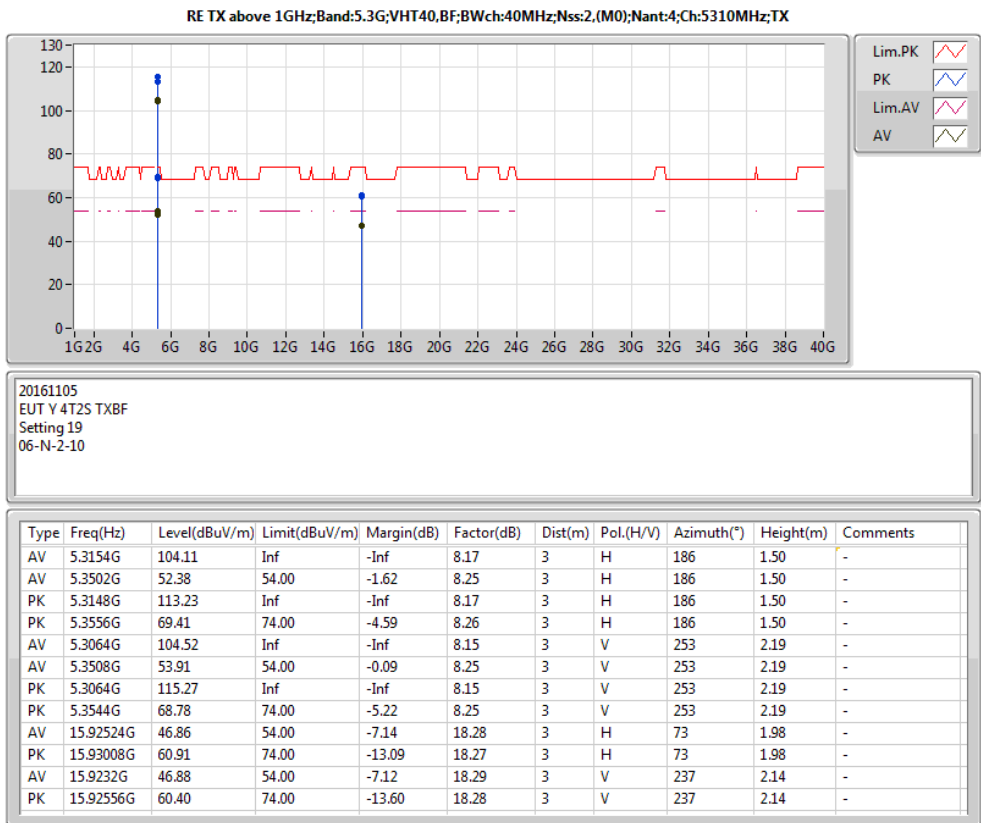 RE TX above 1GHz;Band:5.3G;VHT40,BF;BWch:40MHz;Nss:2,(M0);Nant:4;Ch:5310MHz;TX
130
120
100
80
60
40
20
0
1G 2G 4G 6G 8G 10G 12G 14G 16G 18G 20G 22G 24G 26G 28G 30G 32G 34G 36G 38G 40G
Lim.PK
PK
Lim.AV
AV
20161105
EUT Y 4T2S TXBF
Setting 19
06-N-2-10
Type Freq(Hz) Level(dBuV/m) Limit(dBuV/m) Margin(dB) Factor(dB) Dist(m) Pol.(H/V) Azimuth(°) Height(m) Comments
AV 5.3154G 104.11 Inf -Inf 8.17 3 H 186 1.50 -
AV 5.3502G 52.38 54.00 -1.62 8.25 3 H 186 1.50 -
PK 5.3148G 113.23 Inf -Inf 8.17 3 H 186 1.50 -
PK 5.3556G 69.41 74.00 -4.59 8.26 3 H 186 1.50 -
AV 5.3064G 104.52 Inf -Inf 8.15 3 V 253 2.19 -
AV 5.3508G 53.91 54.00 -0.09 8.25 3 V 253 2.19 -
PK 5.3064G 115.27 Inf -Inf 8.15 3 V 253 2.19 -
PK 5.3544G 68.78 74.00 -5.22 8.25 3 V 253 2.19 -
AV 15.92524G 46.86 54.00 -7.14 18.28 3 H 73 1.98 -
PK 15.93008G 60.91 74.00 -13.09 18.27 3 H 73 1.98 -
AV 15.9232G 46.88 54.00 -7.12 18.29 3 V 237 2.14 -
PK 15.92556G 60.40 74.00 -13.60 18.28 3 V 237 2.14 -